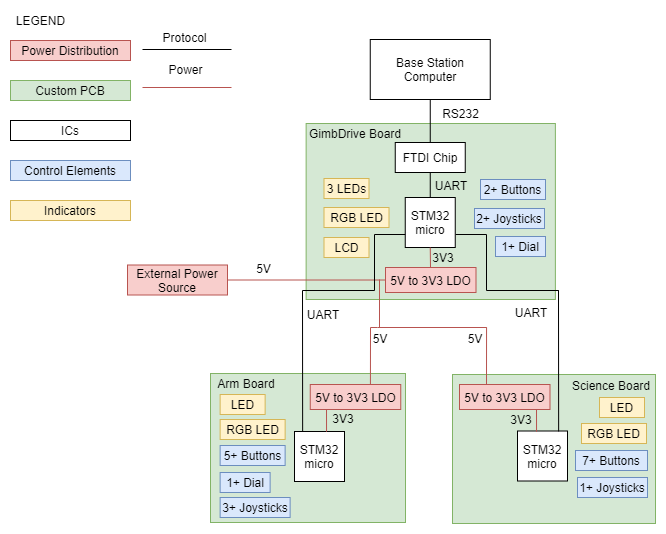 LEGEND
Power Distribution
Protocol
Power
Custom PCB
ICs
Control Elements
Indicators
Base Station
Computer
RS232
GimbDrive Board
FTDI Chip
UART
3 LEDs
RGB LED
LCD
STM32
micro
2+ Buttons
2+ Joysticks
1+ Dial
3V3
5V to 3V3 LDO
External Power
Source
5V
UART
UART
5V
5V
Arm Board
5V to 3V3 LDO
LED
3V3
RGB LED
STM32
micro
5+ Buttons
1+ Dial
3+ Joysticks
Science Board
5V to 3V3 LDO
LED
3V3
RGB LED
STM32
micro
7+ Buttons
1+ Joysticks